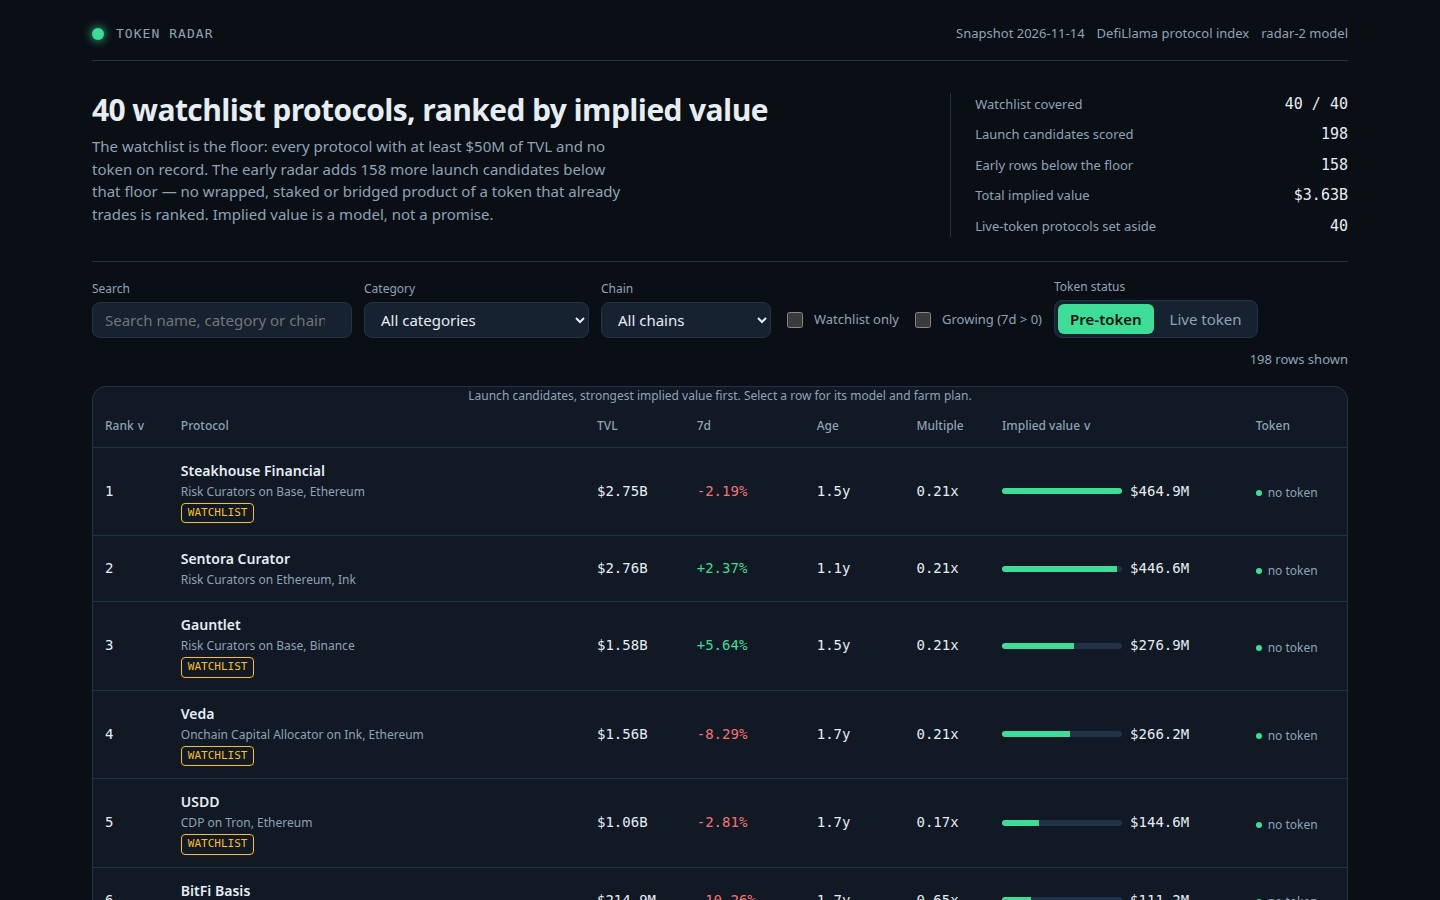 TOKEN RADAR
Snapshot 2026-11-14 DefiLlama protocol index radar-2 model
40 watchlist protocols, ranked by implied value
The watchlist is the floor: every protocol with at least $50M of TVL and no
token on record. The early radar adds 158 more launch candidates below
that floor — no wrapped, staked or bridged product of a token that already
trades is ranked. Implied value is a model, not a promise.
Watchlist covered 40 / 40
Launch candidates scored 198
Early rows below the floor 158
Total implied value $3.63B
Live-token protocols set aside 40
Search
Search name, category or chain
Category
All categories
Chain
All chains
Watchlist only
Growing (7d > 0)
Token status
Pre-token Live token
198 rows shown
Launch candidates, strongest implied value first. Select a row for its model and farm plan.
Rank v Protocol TVL 7d Age Multiple Implied value v Token
1 Steakhouse Financial $2.75B -2.19% 1.5y 0.21x $464.9M no token
Risk Curators on Base, Ethereum
WATCHLIST
2 Sentora Curator $2.76B +2.37% 1.1y 0.21x $446.6M no token
Risk Curators on Ethereum, Ink
3 Gauntlet $1.58B +5.64% 1.5y 0.21x $276.9M no token
Risk Curators on Base, Binance
WATCHLIST
4 Veda $1.56B -8.29% 1.7y 0.21x $266.2M no token
Onchain Capital Allocator on Ink, Ethereum
WATCHLIST
5 USDD $1.06B -2.81% 1.7y 0.17x $144.6M no token
CDP on Tron, Ethereum
WATCHLIST
BitFi Basis